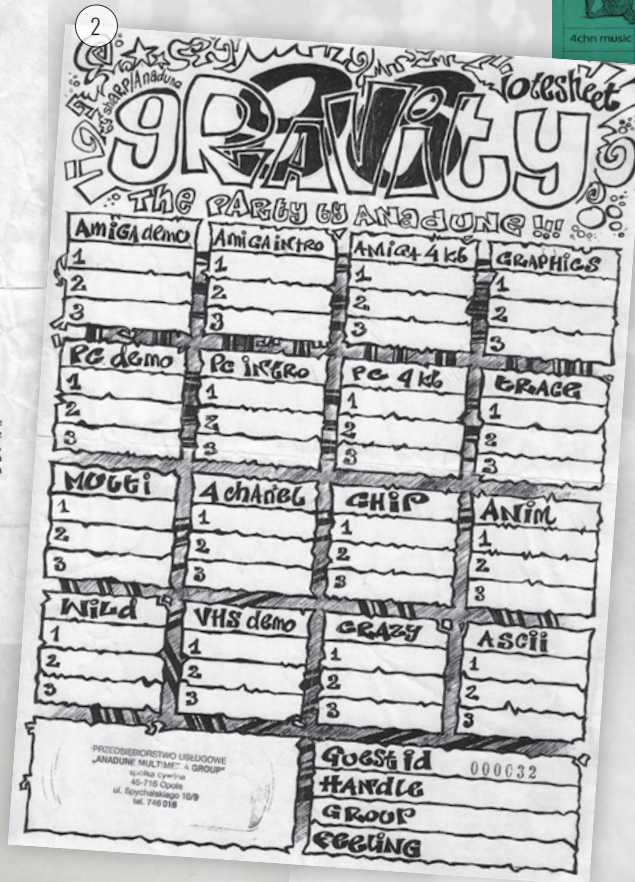 2
4chn music
by SHARP/Anadune
Votesheet
gRAVity
The PARty by ANADUNE!!!
AMiGA demo
1
2
3
AMiGA iNtRo
1
2
3
AMiGA 4 kb
1
2
3
GRAPHiCS
1
2
3
PC demo
1
2
3
PC iNtRo
1
2
3
PC 4 kb
1
2
3
tRACE
1
2
3
MULti
1
2
3
4 chANel
1
2
3
CHiP
1
2
3
ANiM
1
2
3
WiLd
1
2
3
VHS demo
1
2
3
CRAZY
1
2
3
ASCii
1
2
3
PRZEDSIĘBIORSTWO USŁUGOWE
„ANADUNE MULTIMEDIA GROUP"
spółka cywilna
45-716 Opole
ul. Spychalskiego 10/9
tel. 746 016
Guest id 000032
HANdLE
GROUP
FEELiNG